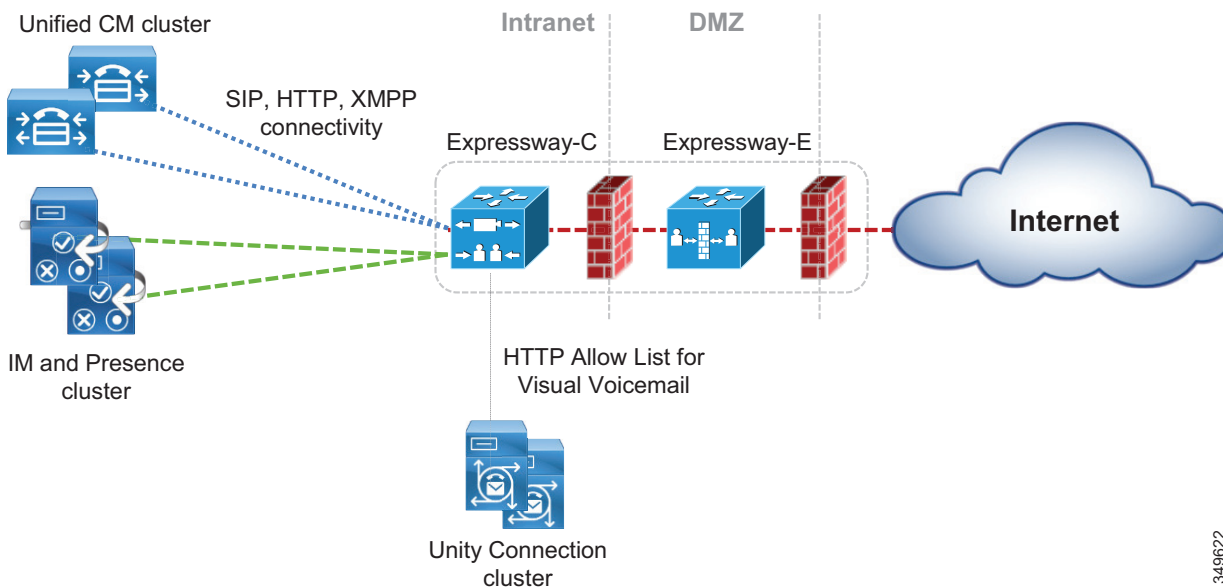 Intranet
DMZ
Unified CM cluster
SIP, HTTP, XMPP
connectivity
Expressway-C
Expressway-E
Internet
IM and Presence
cluster
HTTP Allow List for
Visual Voicemail
Unity Connection
cluster
349622